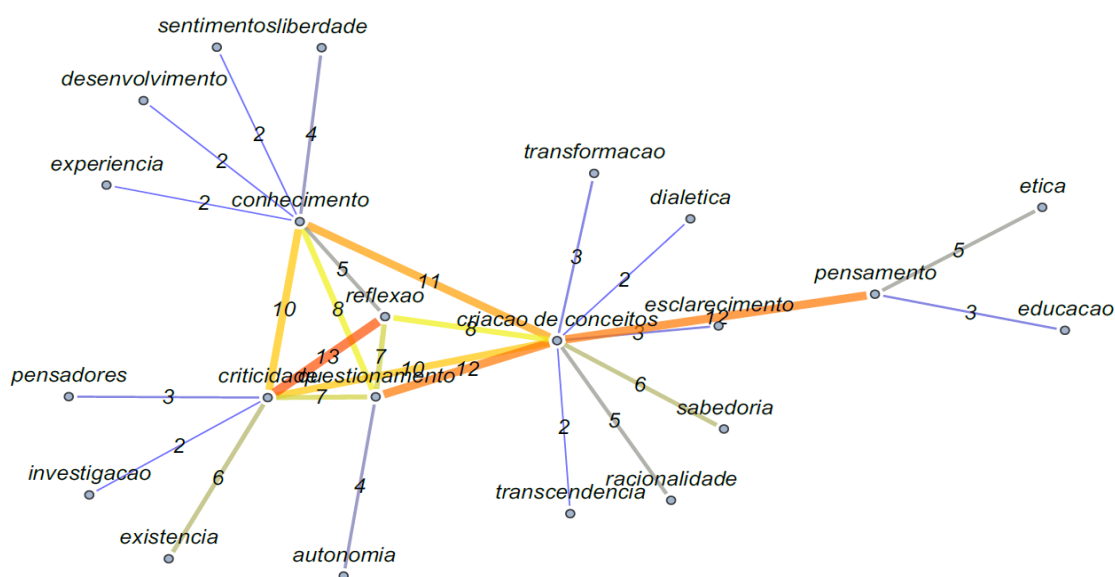 sentimentos liberdade
desenvolvimento
2
4
experiencia
2
transformacao
2
conhecimento
dialetica
etica
3
5
5
11
pensamento
2
10
8
reflexao
criacao de conceitos
esclarecimento
12
3
educacao
8
3
13
7
10
12
pensadores
criticidade
questionamento
3
7
6
sabedoria
2
2
5
investigacao
6
4
transcendencia
racionalidade
existencia
autonomia